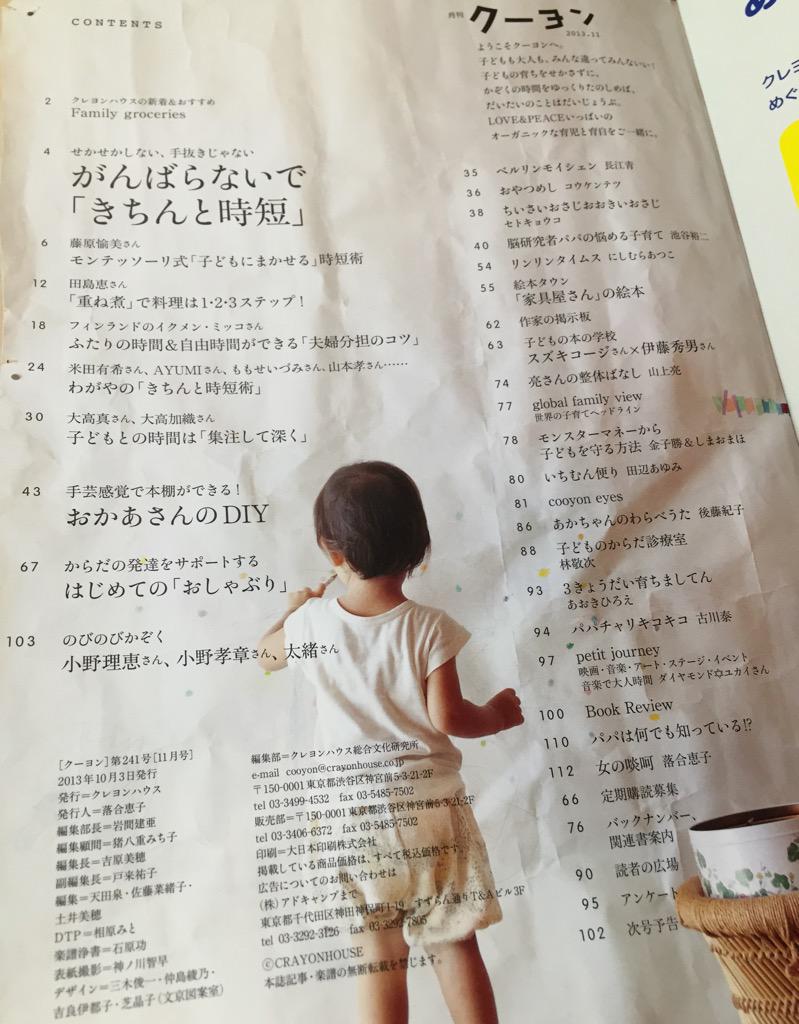 CONTENTS
2 クレヨンハウスの新着&おすすめ
Family groceries
4 せかせかしない、手抜きじゃない
がんばらないで
「きちんと時短」
6 藤原愉美さん
モンテッソーリ式「子どもにまかせる」時短術
12 田島恵さん
「重ね煮」で料理は1・2・3ステップ!
18 フィンランドのイクメン・ミッコさん
ふたりの時間&自由時間ができる「夫婦分担のコツ」
24 米田有希さん、AYUMIさん、ももせいづみさん、山本孝さん……
わがやの「きちんと時短術」
30 大高真さん、大高加織さん
子どもとの時間は「集注して深く」
43 手芸感覚で本棚ができる!
おかあさんのDIY
67 からだの発達をサポートする
はじめての「おしゃぶり」
103 のびのびかぞく
小野理恵さん、小野孝章さん、太緒さん
月刊 クーヨン
2013.11
ようこそクーヨンへ。
子どもも大人も、みんな違ってみんないい!
子どもの育ちをせかさずに、
かぞくの時間をゆっくりたのしめば、
だいたいのことはだいじょうぶ。
LOVE&PEACEいっぱいの
オーガニックな育児と育自をご一緒に。
35 ベルリンモイシェン 長江青
36 おやつめし コウケンテツ
38 ちいさいおさじおおきいおさじ
セトキョウコ
40 脳研究者パパの悩める子育て 池谷裕二
54 リンリンタイムス にしむらあつこ
55 絵本タウン
「家具屋さん」の絵本
62 作家の掲示板
63 子どもの本の学校
スズキコージさん×伊藤秀男さん
74 亮さんの整体ばなし 山上亮
77 global family view
世界の子育てヘッドライン
78 モンスターマネーから
子どもを守る方法 金子勝&しまおまほ
80 いちむん便り 田辺あゆみ
81 cooyon eyes
86 あかちゃんのわらべうた 後藤紀子
88 子どものからだ診療室
林敬次
93 3きょうだい育ちましてん
あおきひろえ
94 パパチャリキコキコ 古川泰
97 petit journey
映画・音楽・アート・ステージ・イベント
音楽で大人時間 ダイヤモンド✡ユカイさん
100 Book Review
110 パパは何でも知っている!?
112 女の啖呵 落合恵子
66 定期購読募集
76 バックナンバー、
関連書案内
90 読者の広場
95 アンケート
102 次号予告
[クーヨン]第241号[11月号]
2013年10月3日発行
発行=クレヨンハウス
発行人=落合恵子
編集部長=岩間建亜
編集顧問=猪八重みち子
編集長=吉原美穂
副編集長=戸来祐子
編集=天田泉・佐藤菜緒子・
土井美穂
DTP=相原みと
楽譜浄書=石原功
表紙撮影=神ノ川智早
デザイン=三木俊一・仲島綾乃・
吉良伊都子・芝晶子(文京図案室)
編集部=クレヨンハウス総合文化研究所
e-mail cooyon@crayonhouse.co.jp
〒150-0001 東京都渋谷区神宮前5-3-21-2F
tel 03-3499-4532 fax 03-5485-7502
販売部=〒150-0001 東京都渋谷区神宮前5-3-21-2F
tel 03-3406-6372 fax 03-5485-7502
印刷=大日本印刷株式会社
掲載している商品価格は、すべて税込価格です。
広告についてのお問い合わせは
(株)アドキャンプまで
東京都千代田区神田神保町1-19 すずらん通りT&Aビル3F
tel 03-3292-3126 fax 03-3292-7805
©CRAYONHOUSE
本誌記事・楽譜の無断転載を禁じます。